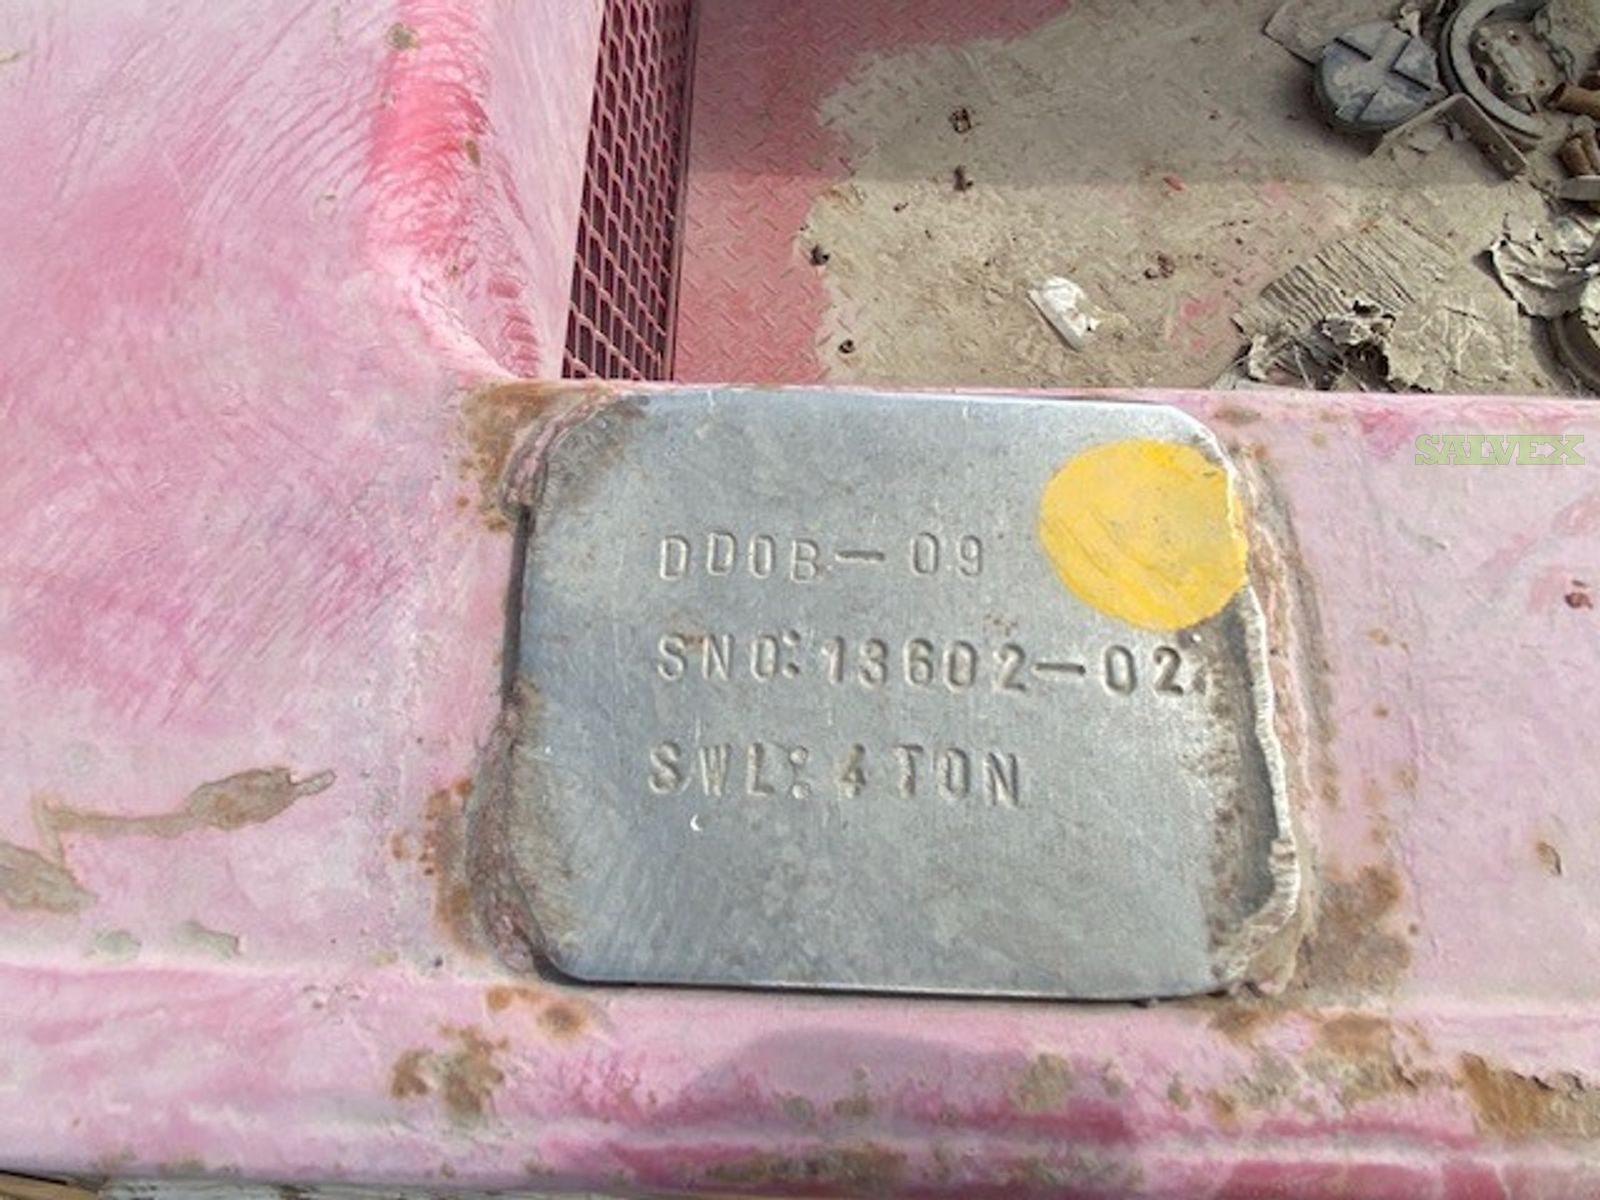 SALVEX
DDOB-09
SNO:13602-02
SWL:4TON